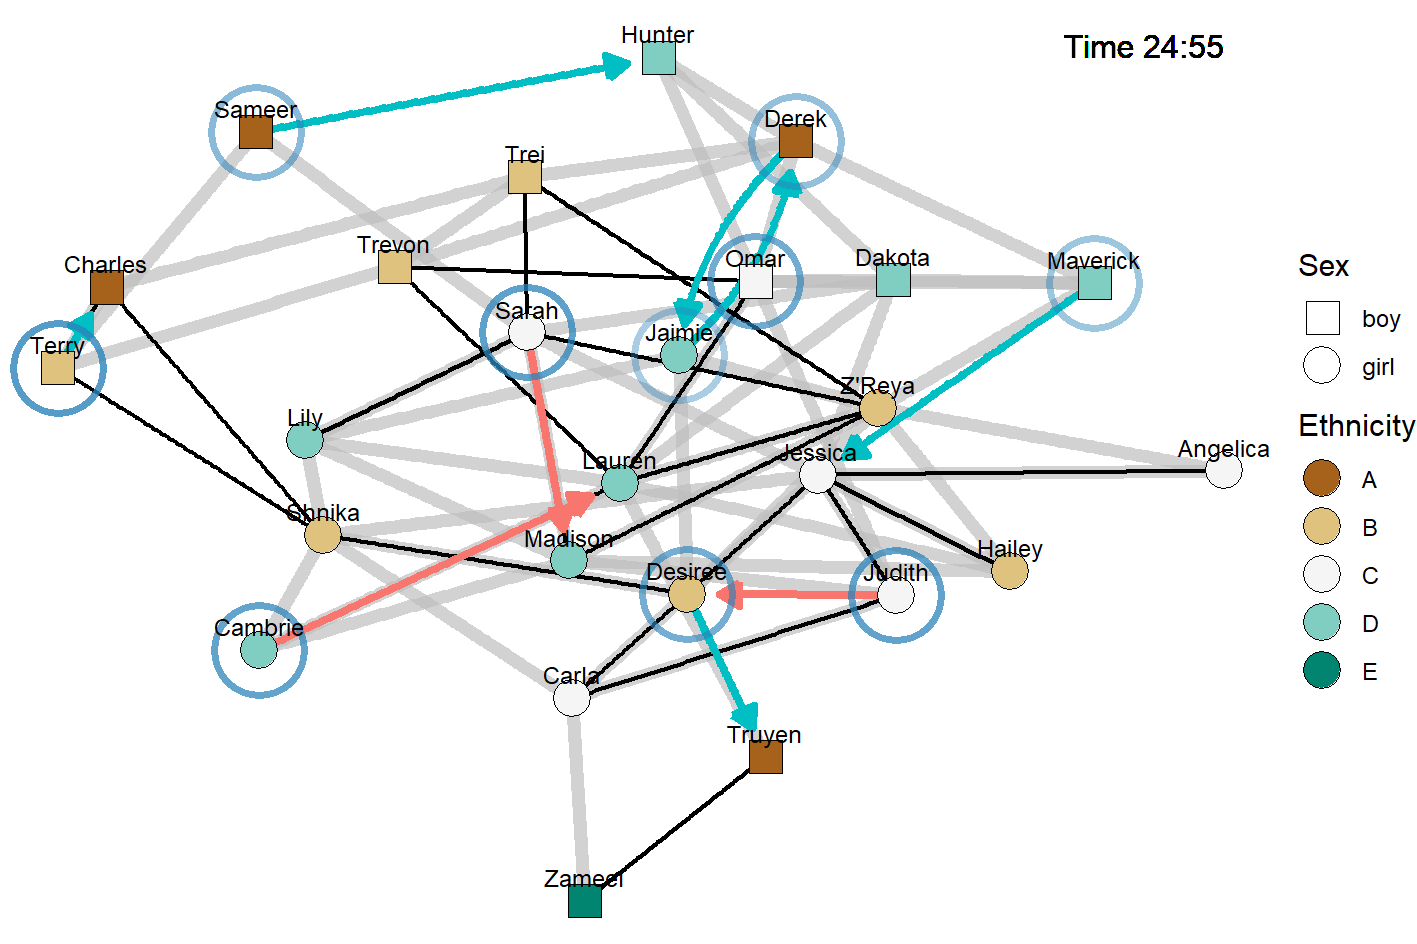 Hunter
Time 24:55
Sameer
Derek
Trei
Trevon
Omar
Dakota
Maverick
Charles
Sarah
Terry
Jaimie
Z'Reya
Lily
Lauren
Jessica
Angelica
Shnika
Madison
Hailey
Desiree
Judith
Cambrie
Carla
Truyen
Zameel
Sex
boy
girl
Ethnicity
A
B
C
D
E